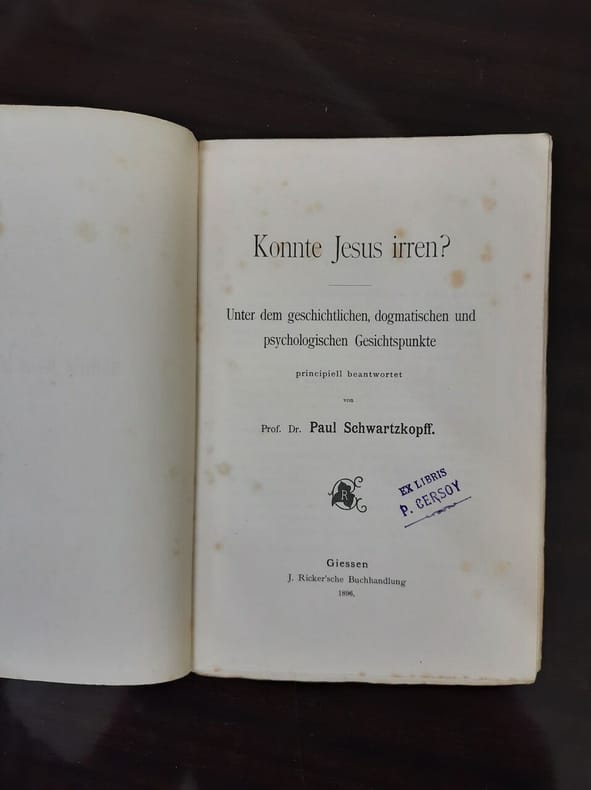 Konnte Jesus irren?
Unter dem geschichtlichen, dogmatischen und
psychologischen Gesichtspunkte
principiell beantwortet
von
Prof. Dr. Paul Schwartzkopff.
R
EX LIBRIS
P. GERSOY
Giessen
J. Ricker'sche Buchhandlung
1896.